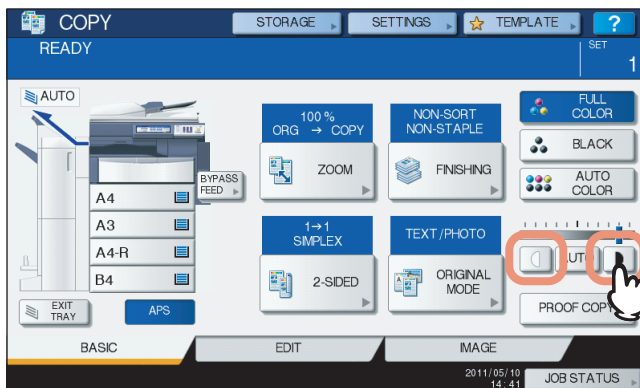 COPY
STORAGE
SETTINGS
TEMPLATE
?
READY
SET
1
AUTO
100 %
ORG → COPY
NON-SORT
NON-STAPLE
FULL
COLOR
BLACK
AUTO
COLOR
ZOOM
FINISHING
BYPASS
FEED
A4
A3
A4-R
B4
1→1
SIMPLEX
TEXT/PHOTO
2-SIDED
ORIGINAL
MODE
AUTO
PROOF COPY
EXIT
TRAY
APS
BASIC
EDIT
IMAGE
2011/05/10
14:41
JOB STATUS